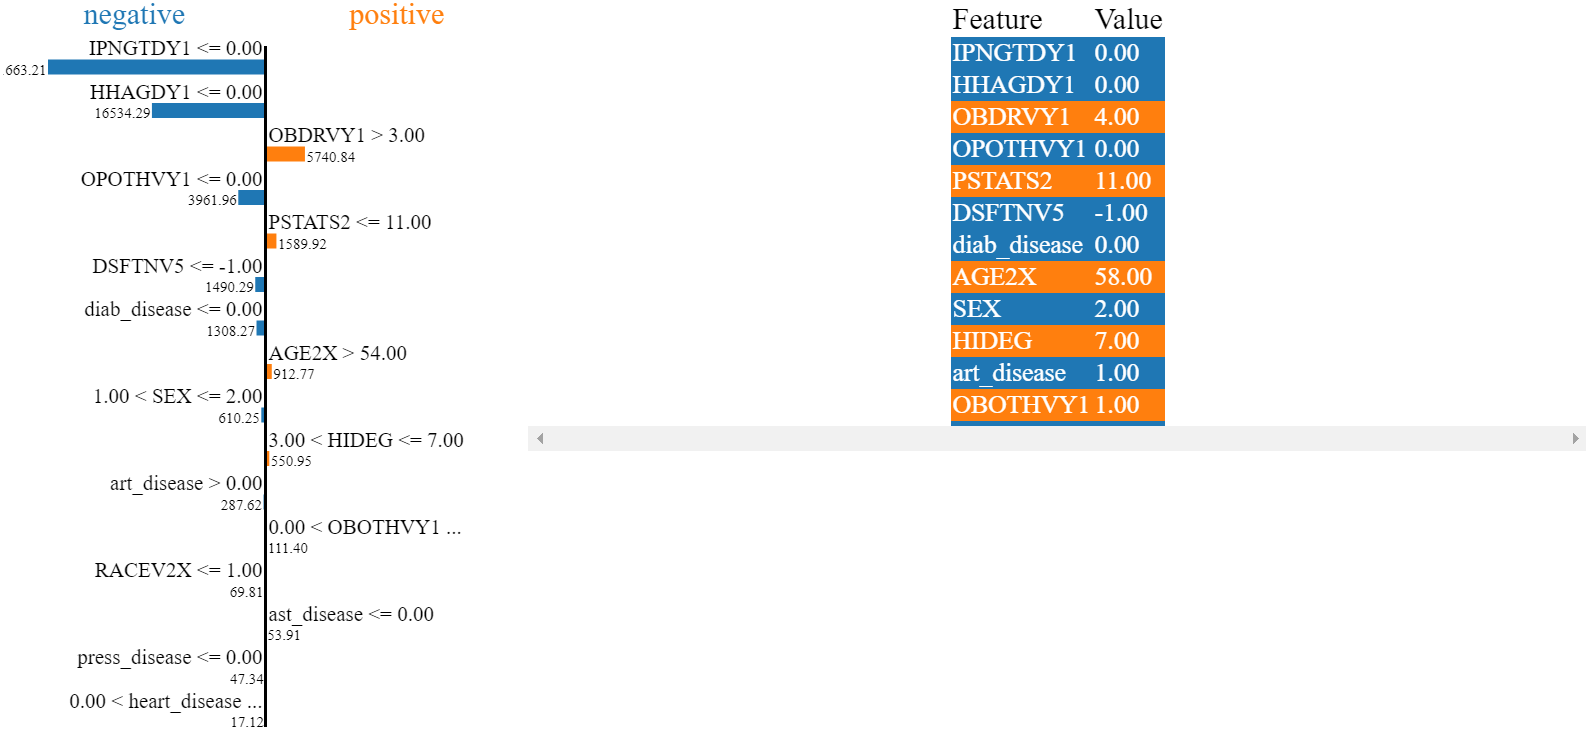 negative
positive
IPNGTDY1 <= 0.00
663.21
HHAGDY1 <= 0.00
16534.29
OBDRVY1 > 3.00
5740.84
OPOTHVY1 <= 0.00
3961.96
PSTATS2 <= 11.00
1589.92
DSFTNV5 <= -1.00
1490.29
diab_disease <= 0.00
1308.27
AGE2X > 54.00
912.77
1.00 < SEX <= 2.00
610.25
3.00 < HIDEG <= 7.00
550.95
art_disease > 0.00
287.62
0.00 < OBOTHVY1 ...
111.40
RACEV2X <= 1.00
69.81
ast_disease <= 0.00
53.91
press_disease <= 0.00
47.34
0.00 < heart_disease ...
17.12
Feature Value
IPNGTDY1 0.00
HHAGDY1 0.00
OBDRVY1 4.00
OPOTHVY1 0.00
PSTATS2 11.00
DSFTNV5 -1.00
diab_disease 0.00
AGE2X 58.00
SEX 2.00
HIDEG 7.00
art_disease 1.00
OBOTHVY1 1.00